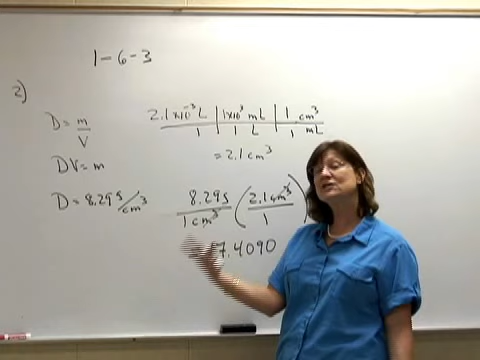 1-6-3
2)
D = m/V
2.1x10⁻³ L | 1x10³ mL | 1 cm³
1 | 1 L | 1 mL
= 2.1 cm³
DV = m
D = 8.29 g/cm³
8.29 g/1 cm³ (2.1 cm³/1)
7.4090